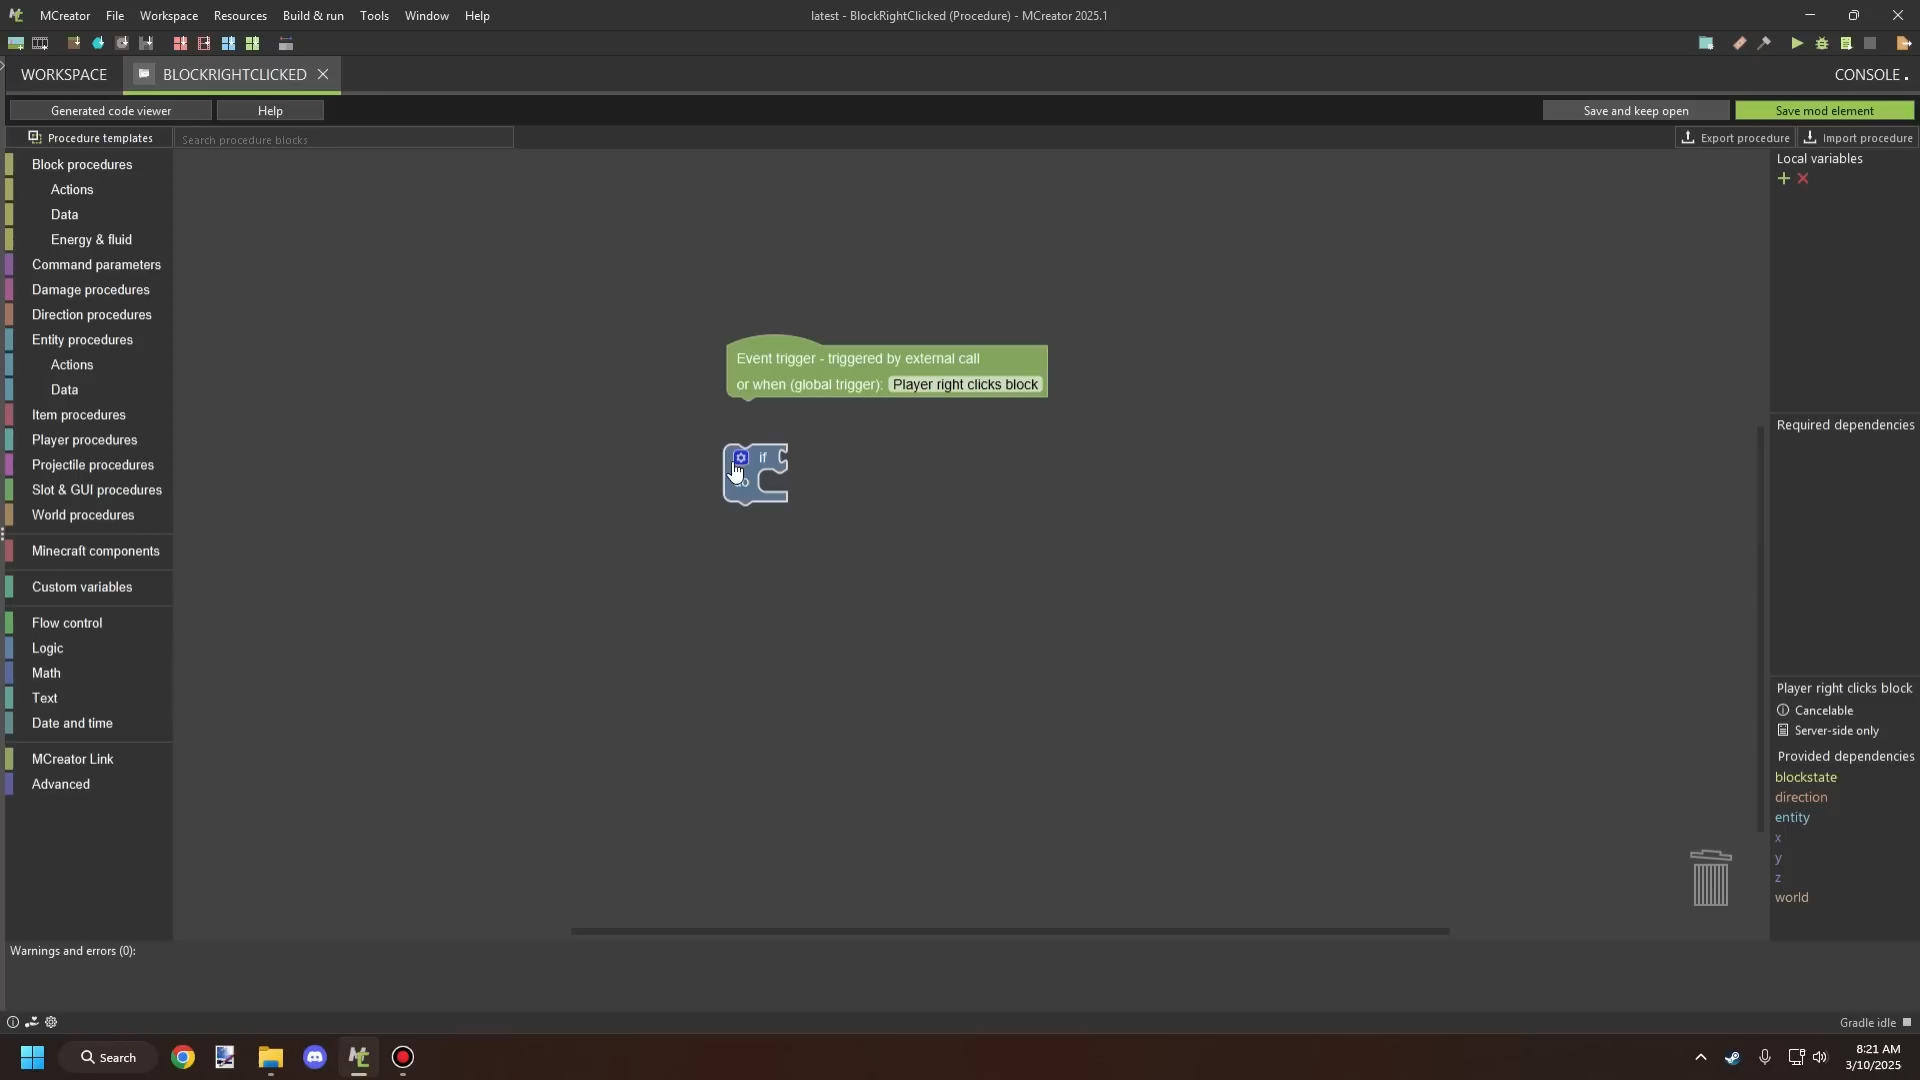 MCreator File Workspace Resources Build & run Tools Window Help
latest - BlockRightClicked (Procedure) - MCreator 2025.1
WORKSPACE
BLOCKRIGHTCLICKED
CONSOLE
Generated code viewer
Help
Save and keep open
Save mod element
Procedure templates
Search procedure blocks
Export procedure
Import procedure
Block procedures
Actions
Data
Energy & fluid
Command parameters
Damage procedures
Direction procedures
Entity procedures
Actions
Data
Item procedures
Player procedures
Projectile procedures
Slot & GUI procedures
World procedures
Minecraft components
Custom variables
Flow control
Logic
Math
Text
Date and time
MCreator Link
Advanced
Event trigger - triggered by external call
or when (global trigger): Player right clicks block
if
Local variables
Required dependencies
Player right clicks block
Cancelable
Server-side only
Provided dependencies
blockstate
direction
entity
x
y
z
world
Warnings and errors (0):
Gradle idle
Search
8:21 AM
3/10/2025